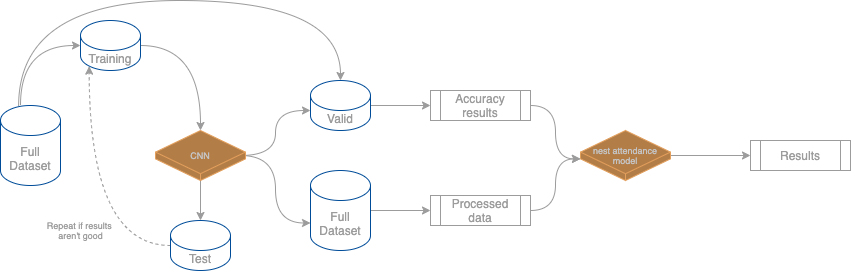 Training
Full
Dataset
CNN
Repeat if results
aren't good
Test
Valid
Full
Dataset
Accuracy
results
Processed
data
nest attendance
model
Results